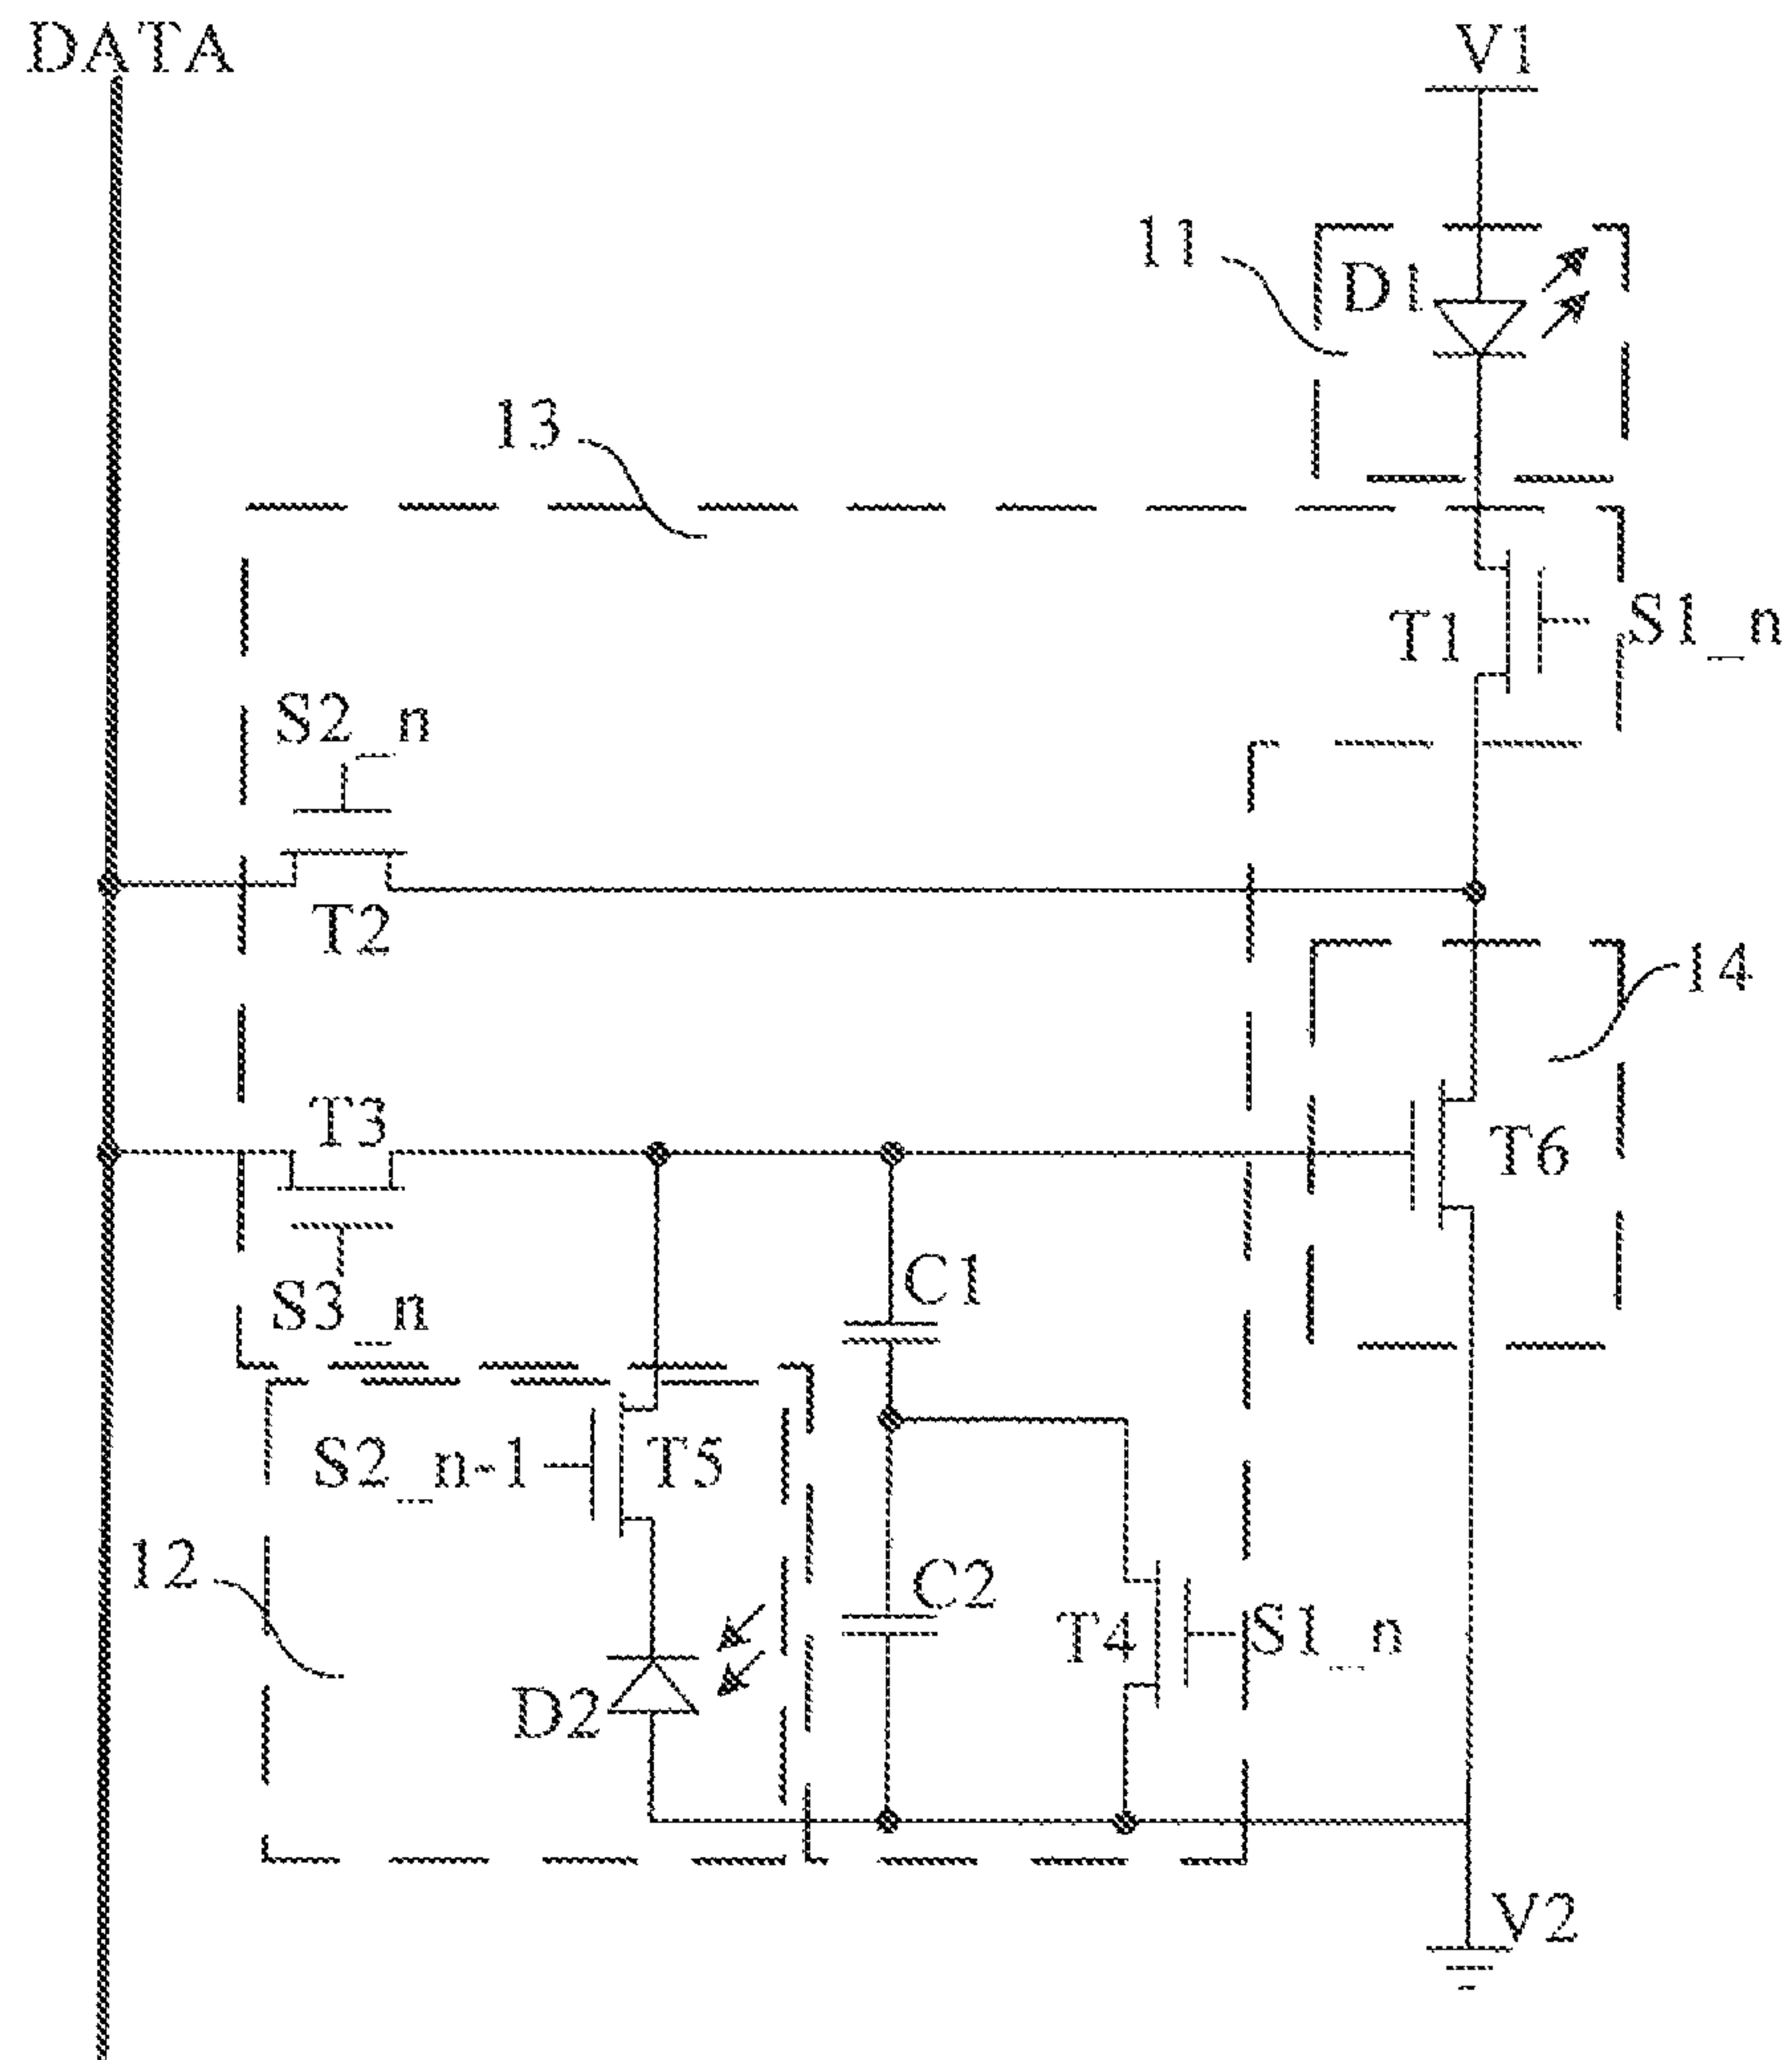 DATA
V1
11
D1
13
T1
S1_n
S2_n
T2
14
T3
T6
S3_n
C1
S2_n-1
T5
12
C2
T4
S1_n
D2
V2